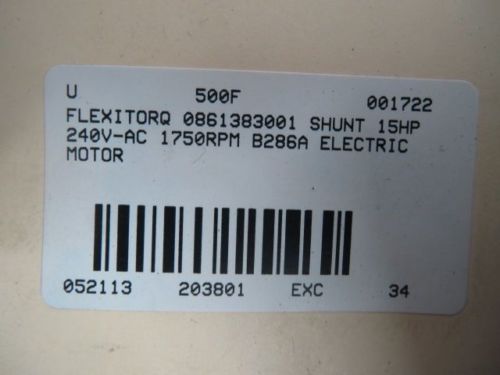 U 500F 001722
FLEXITORQ 0861383001 SHUNT 15HP
240V-AC 1750RPM B286A ELECTRIC
MOTOR
052113 203801 EXC 34